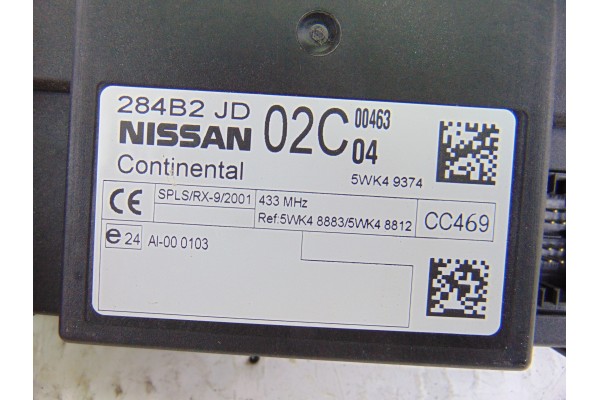 284B2 JD
NISSAN
02C
00463
04
Continental
5WK4 9374
CE
SPLS/RX-9/2001
433 MHz
Ref:5WK4 8883/5WK4 8812
CC469
e 24
AI-00 0103